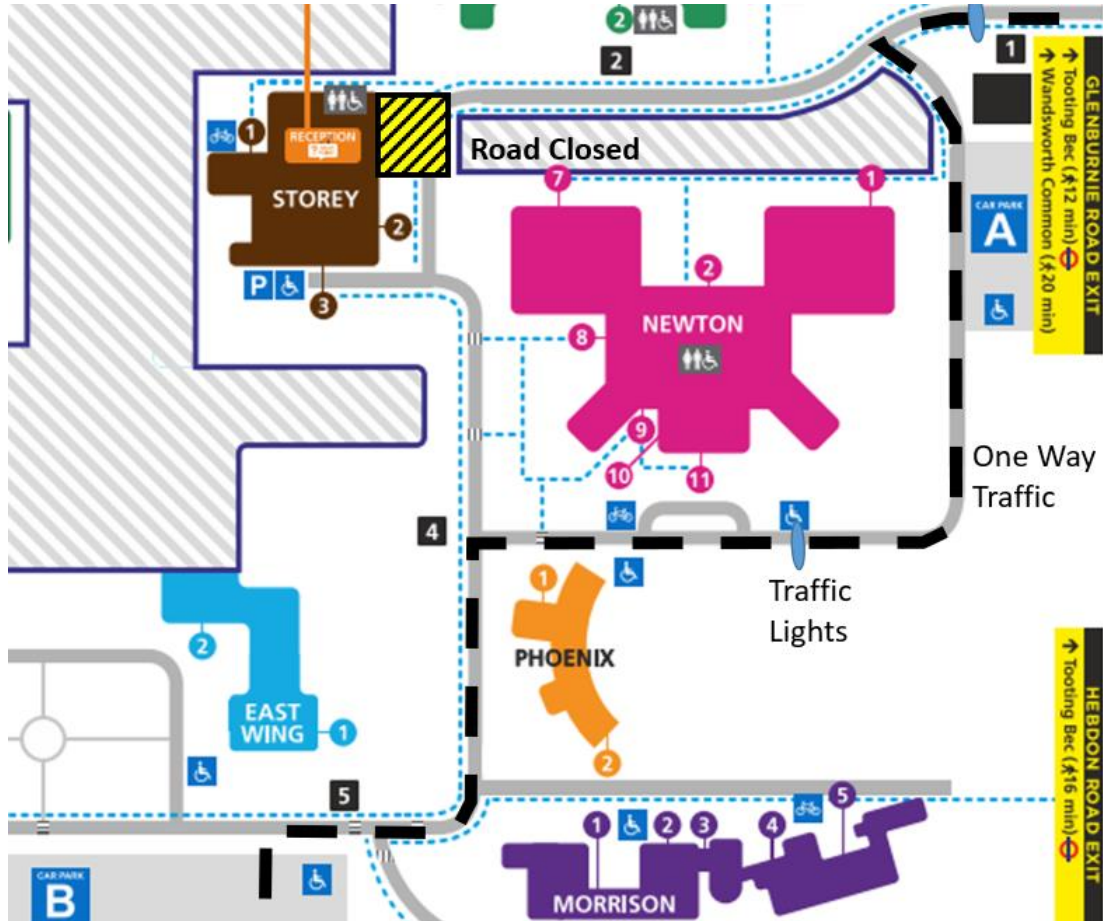 2
1
2
1
RECEPTION
STOREY
2
3
P
Road Closed
7
1
2
NEWTON
8
9
10
11
CAR PARK
A
GLENBURNIE ROAD EXIT
→ Tooting Bec (12 min)
→ Wandsworth Common (20 min)
One Way
Traffic
4
Traffic
Lights
1
PHOENIX
2
2
EAST
WING
1
5
HEBDON ROAD EXIT
→ Tooting Bec (16 min)
1
2
3
4
5
MORRISON
CAR PARK
B